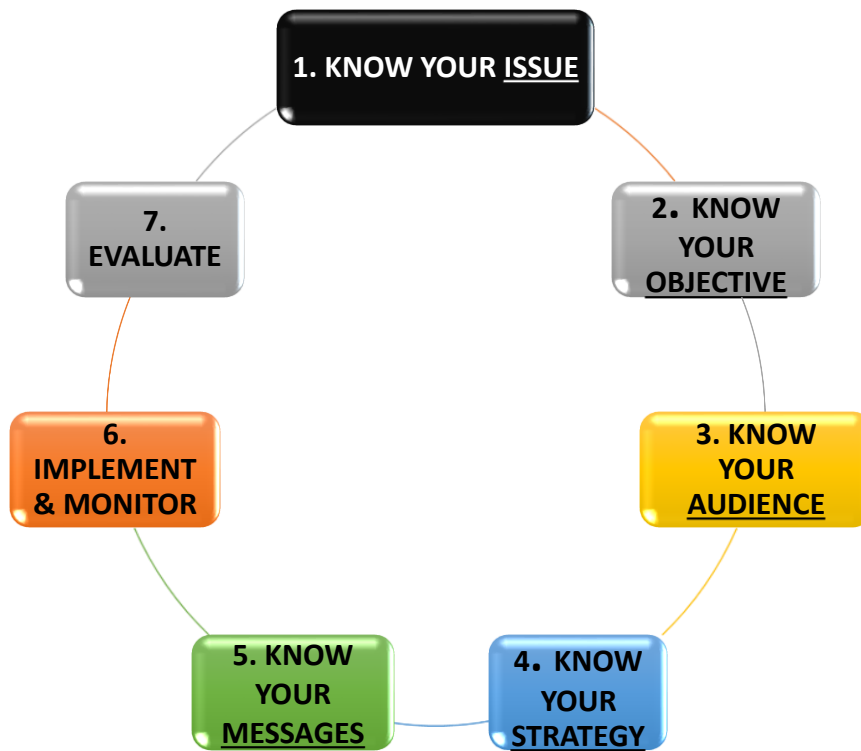 1. KNOW YOUR ISSUE
2. KNOW
YOUR
OBJECTIVE
3. KNOW
YOUR
AUDIENCE
4. KNOW
YOUR
STRATEGY
5. KNOW
YOUR
MESSAGES
6.
IMPLEMENT
& MONITOR
7.
EVALUATE